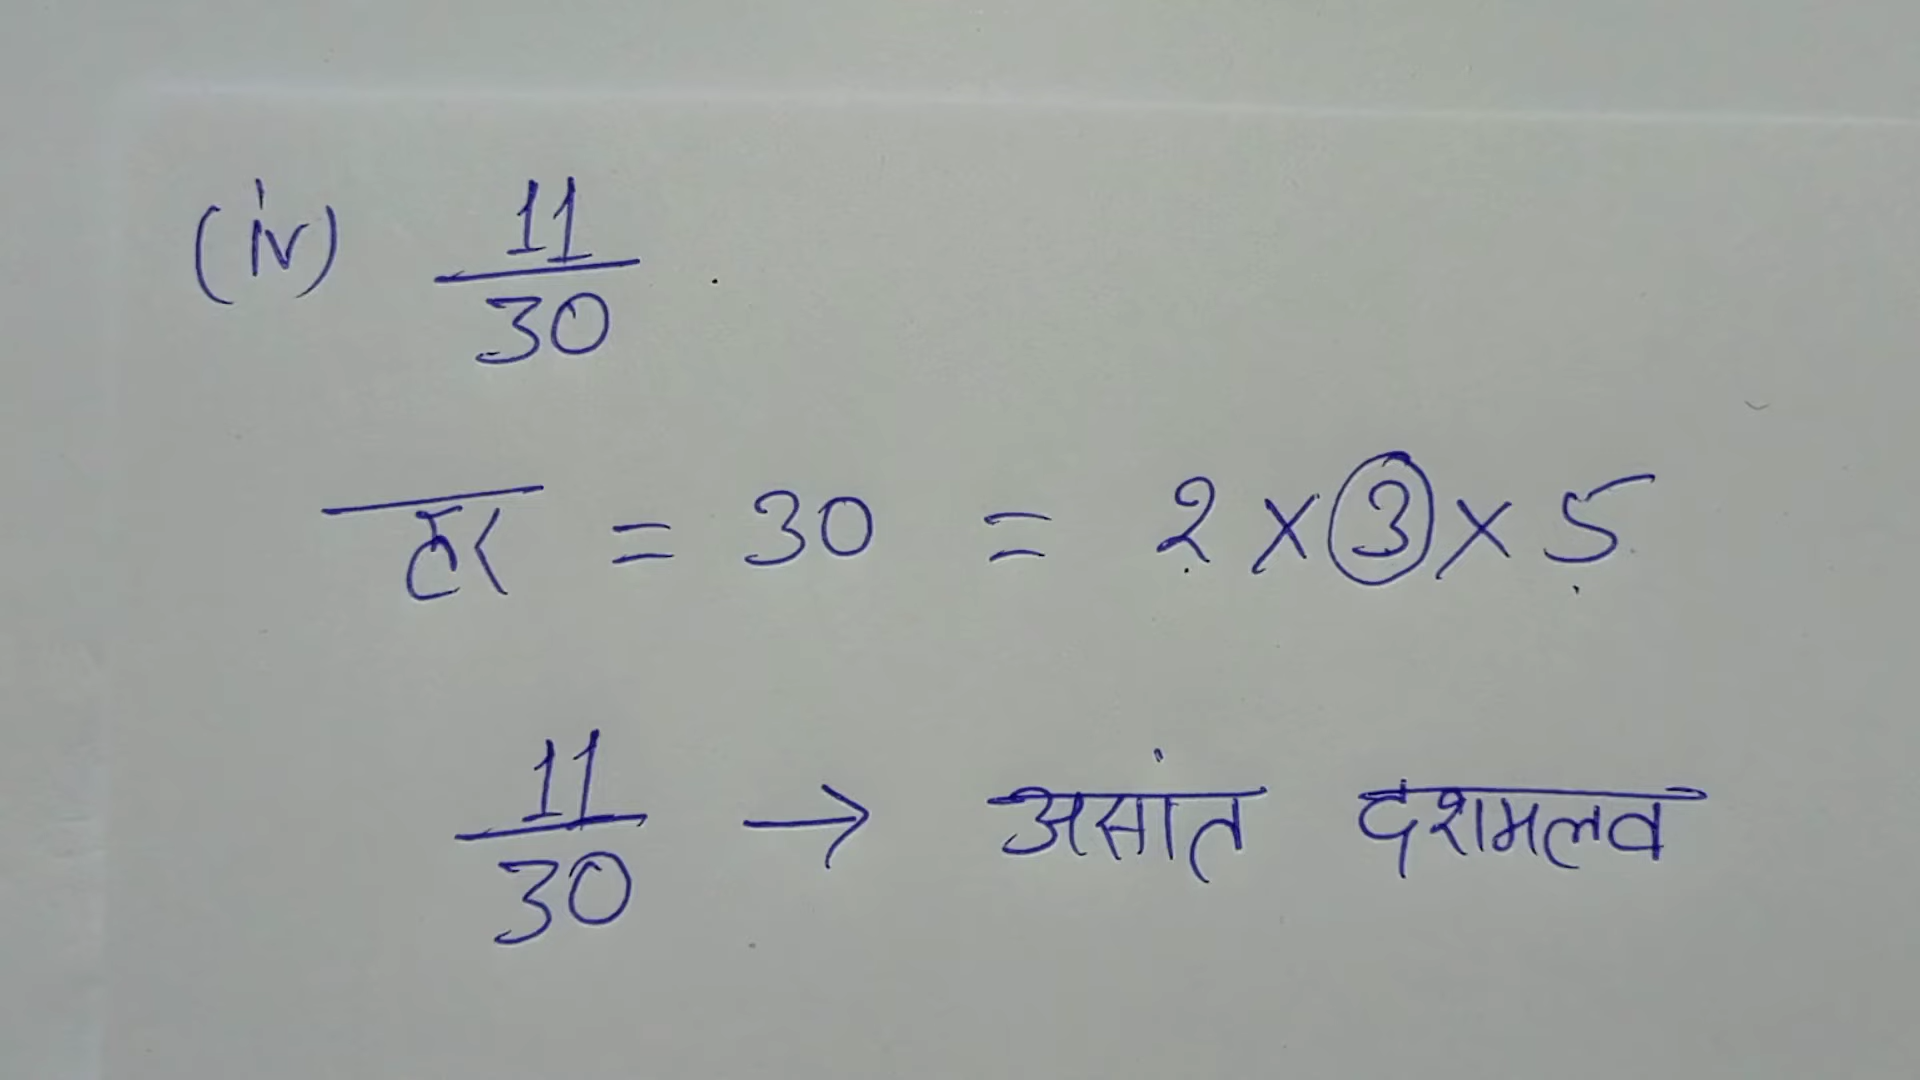 (iv) 11/30
हर = 30 = 2 × 3 × 5
11/30 → असांत दशमलव